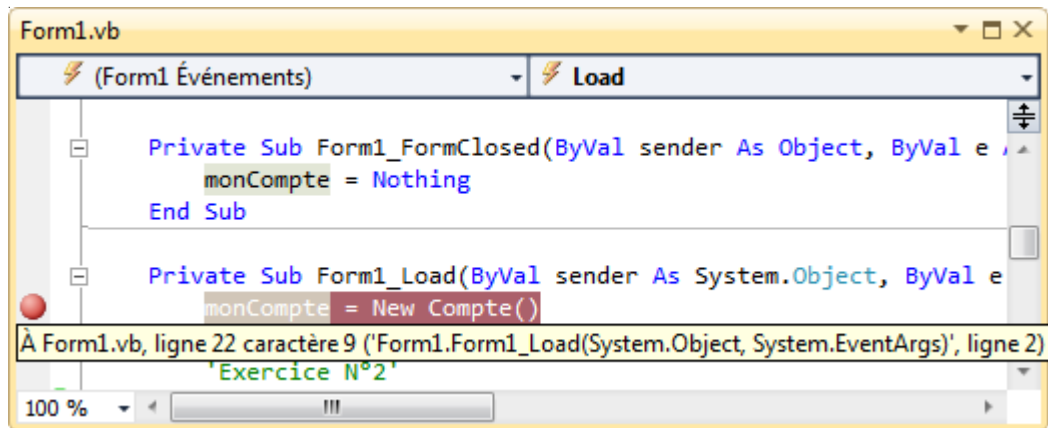 Form1.vb
(Form1 Événements) Load
Private Sub Form1_FormClosed(ByVal sender As Object, ByVal e
monCompte = Nothing
End Sub
Private Sub Form1_Load(ByVal sender As System.Object, ByVal e
monCompte = New Compte()
À Form1.vb, ligne 22 caractère 9 ('Form1.Form1_Load(System.Object, System.EventArgs)', ligne 2)
'Exercice N°2'
100 %